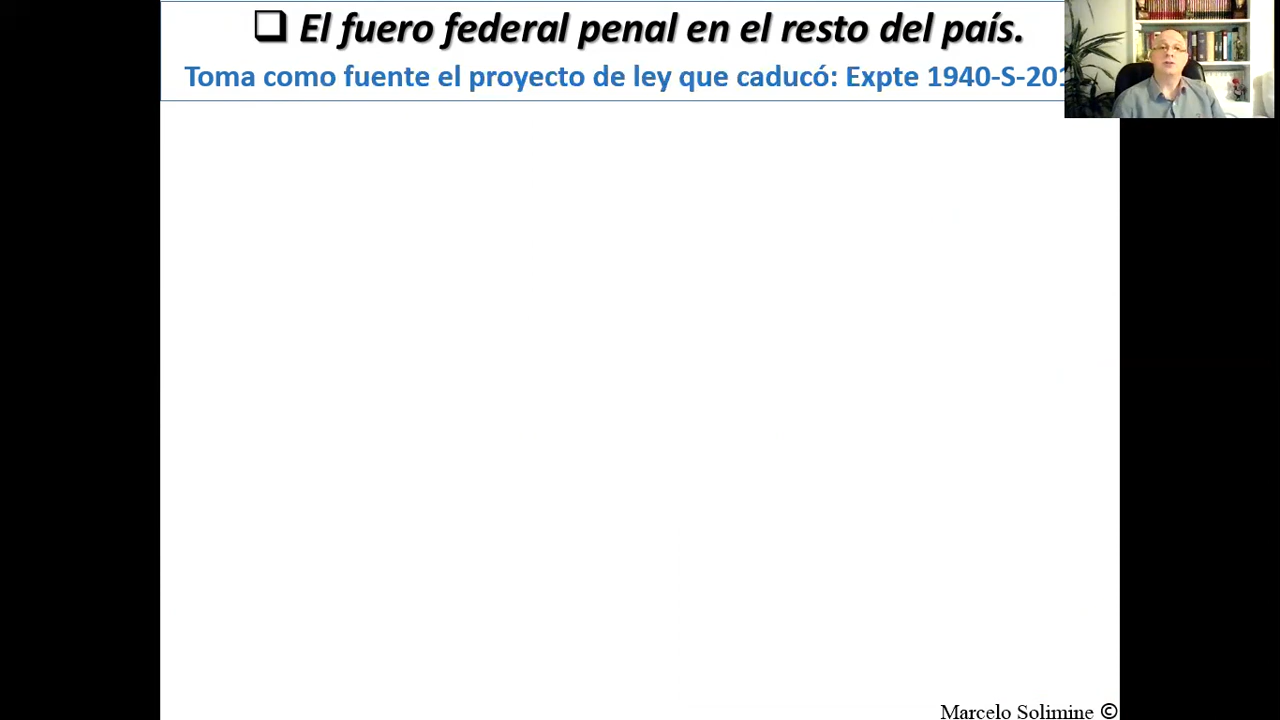 ❑ El fuero federal penal en el resto del país.
Toma como fuente el proyecto de ley que caducó: Expte 1940-S-201
Marcelo Solimine ©